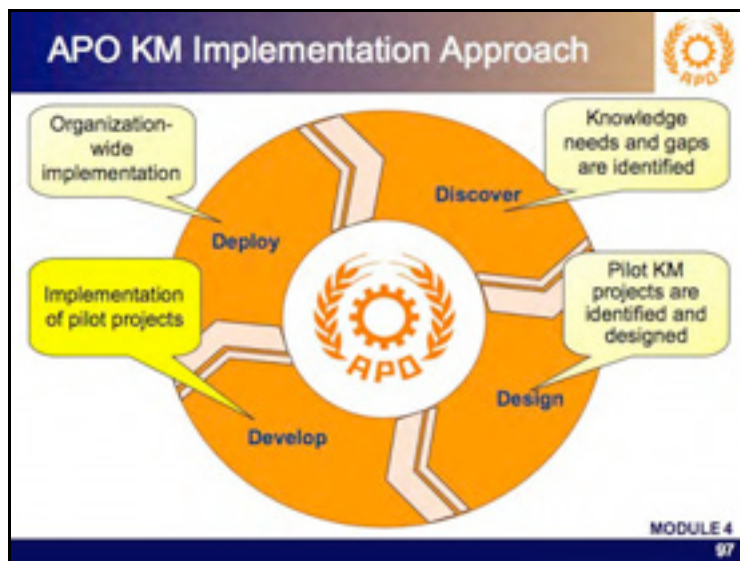 APO KM Implementation Approach
APO
Organization-
wide
implementation
Knowledge
needs and gaps
are identified
Discover
Deploy
Implementation
of pilot projects
Pilot KM
projects are
identified and
designed
APO
Design
Develop
MODULE 4
97